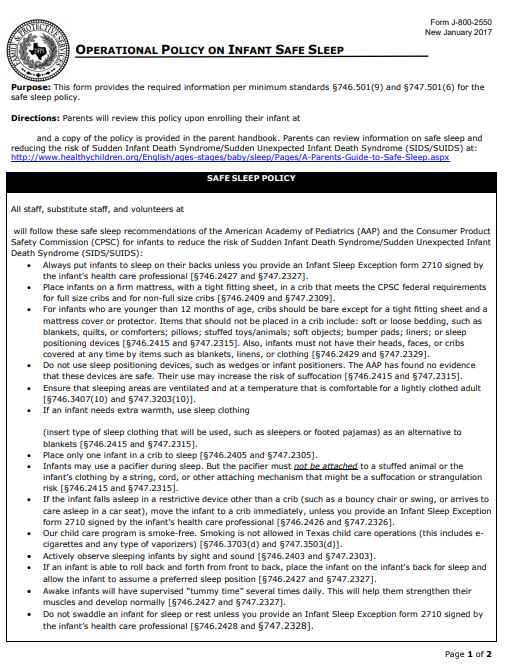 Form J-800-2550
New January 2017
OPERATIONAL POLICY ON INFANT SAFE SLEEP
Purpose: This form provides the required information per minimum standards §746.501(9) and §747.501(6) for the
safe sleep policy.
Directions: Parents will review this policy upon enrolling their infant at
and a copy of the policy is provided in the parent handbook. Parents can review information on safe sleep and
reducing the risk of Sudden Infant Death Syndrome/Sudden Unexpected Infant Death Syndrome (SIDS/SUIDS) at:
http://www.healthychildren.org/English/ages-stages/baby/sleep/Pages/A-Parents-Guide-to-Safe-Sleep.aspx
SAFE SLEEP POLICY
All staff, substitute staff, and volunteers at
will follow these safe sleep recommendations of the American Academy of Pediatrics (AAP) and the Consumer Product
Safety Commission (CPSC) for infants to reduce the risk of Sudden Infant Death Syndrome/Sudden Unexpected Infant
Death Syndrome (SIDS/SUIDS):
• Always put infants to sleep on their backs unless you provide an Infant Sleep Exception form 2710 signed by
the infant's health care professional [§746.2427 and §747.2327].
• Place infants on a firm mattress, with a tight fitting sheet, in a crib that meets the CPSC federal requirements
for full size cribs and for non-full size cribs [§746.2409 and §747.2309].
• For infants who are younger than 12 months of age, cribs should be bare except for a tight fitting sheet and a
mattress cover or protector. Items that should not be placed in a crib include: soft or loose bedding, such as
blankets, quilts, or comforters; pillows; stuffed toys/animals; soft objects; bumper pads; liners; or sleep
positioning devices [§746.2415 and §747.2315]. Also, infants must not have their heads, faces, or cribs
covered at any time by items such as blankets, linens, or clothing [§746.2429 and §747.2329].
• Do not use sleep positioning devices, such as wedges or infant positioners. The AAP has found no evidence
that these devices are safe. Their use may increase the risk of suffocation [§746.2415 and §747.2315].
• Ensure that sleeping areas are ventilated and at a temperature that is comfortable for a lightly clothed adult
[§746.3407(10) and §747.3203(10)].
• If an infant needs extra warmth, use sleep clothing
(insert type of sleep clothing that will be used, such as sleepers or footed pajamas) as an alternative to
blankets [§746.2415 and §747.2315].
• Place only one infant in a crib to sleep [§746.2405 and §747.2305].
• Infants may use a pacifier during sleep. But the pacifier must not be attached to a stuffed animal or the
infant's clothing by a string, cord, or other attaching mechanism that might be a suffocation or strangulation
risk [§746.2415 and §747.2315].
• If the infant falls asleep in a restrictive device other than a crib (such as a bouncy chair or swing, or arrives to
care asleep in a car seat), move the infant to a crib immediately, unless you provide an Infant Sleep Exception
form 2710 signed by the infant's health care professional [§746.2426 and §747.2326].
• Our child care program is smoke-free. Smoking is not allowed in Texas child care operations (this includes e-
cigarettes and any type of vaporizers) [§746.3703(d) and §747.3503(d)].
• Actively observe sleeping infants by sight and sound [§746.2403 and §747.2303].
• If an infant is able to roll back and forth from front to back, place the infant on the infant's back for sleep and
allow the infant to assume a preferred sleep position [§746.2427 and §747.2327].
• Awake infants will have supervised "tummy time" several times daily. This will help them strengthen their
muscles and develop normally [§746.2427 and §747.2327].
• Do not swaddle an infant for sleep or rest unless you provide an Infant Sleep Exception form 2710 signed by
the infant's health care professional [§746.2428 and §747.2328].
Page 1 of 2